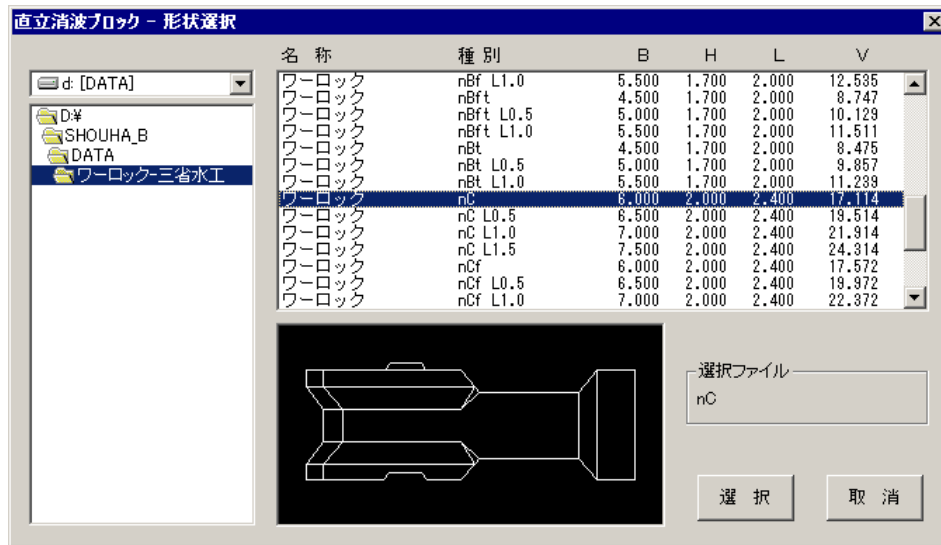 直立消波ブロック - 形状選択
名 称 種 別 B H L V
d: [DATA]
D:¥
SHOUHA_B
DATA
ワーロック-三省水工
ワーロック nBf L1.0 5.500 1.700 2.000 12.535
ワーロック nBft 4.500 1.700 2.000 8.747
ワーロック nBft L0.5 5.000 1.700 2.000 10.129
ワーロック nBft L1.0 5.500 1.700 2.000 11.511
ワーロック nBt 4.500 1.700 2.000 8.475
ワーロック nBt L0.5 5.000 1.700 2.000 9.857
ワーロック nBt L1.0 5.500 1.700 2.000 11.239
ワーロック nC 6.000 2.000 2.400 17.114
ワーロック nC L0.5 6.500 2.000 2.400 19.514
ワーロック nC L1.0 7.000 2.000 2.400 21.914
ワーロック nC L1.5 7.500 2.000 2.400 24.314
ワーロック nCf 6.000 2.000 2.400 17.572
ワーロック nCf L0.5 6.500 2.000 2.400 19.972
ワーロック nCf L1.0 7.000 2.000 2.400 22.372
選択ファイル
nC
選 択
取 消